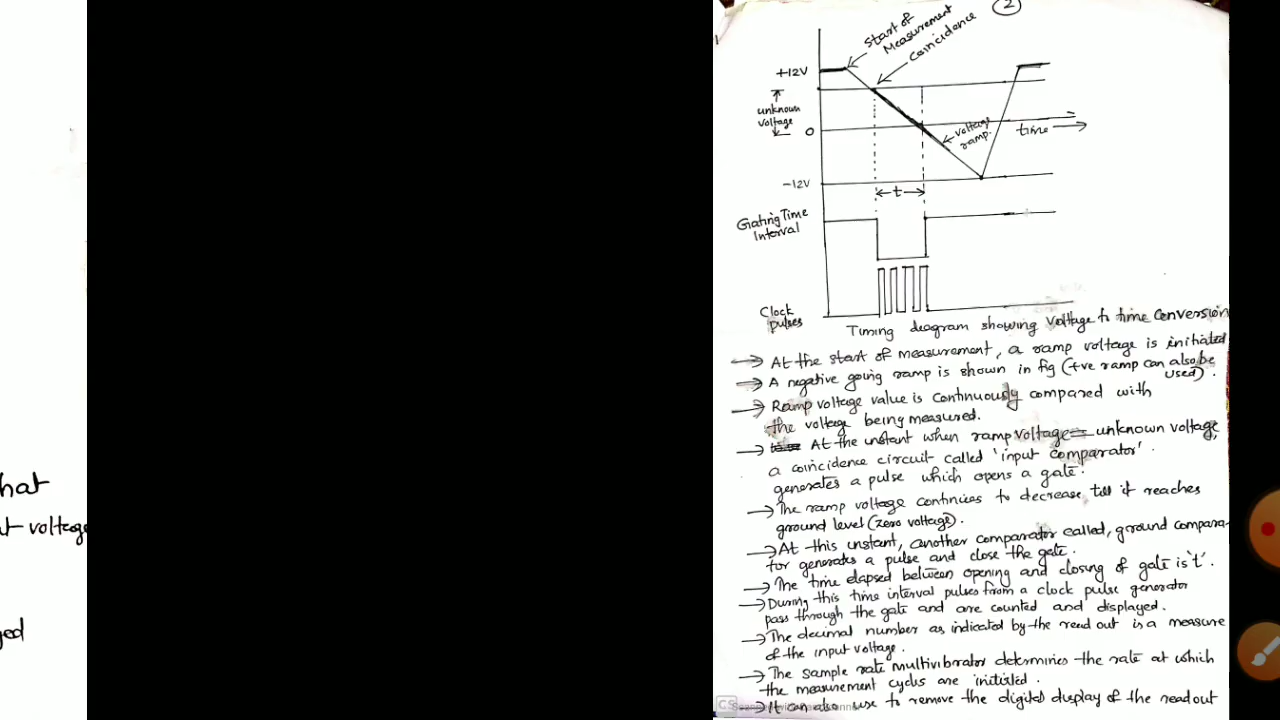 hat
t voltage
yed
2
Start of
Measurement
Coincidence
+12V
unknown
voltage
0
voltage
ramp.
time
-12V
t
Gating Time
Interval
Clock
pulses
Timing diagram showing voltage to time conversion
→ At the start of measurement, a ramp voltage is initiated
→ A negative going ramp is shown in fig (+ve ramp can also be
used).
→ Ramp voltage value is continuously compared with
the voltage being measured.
→ At the instant when ramp voltage = unknown voltage,
a coincidence circuit called 'input comparator'.
generates a pulse which opens a gate.
→ The ramp voltage continues to decrease till it reaches
ground level (zero voltage).
→ At this instant, another comparator called, ground compara-
tor generates a pulse and close the gate.
→ The time elapsed between opening and closing of gate is 't'.
→ During this time interval pulses from a clock pulse generator
pass through the gate and are counted and displayed.
→ The decimal number as indicated by the read out is a measure
of the input voltage.
→ The sample rate multivibrator determines the rate at which
the measurement cycles are initiated.
→ It can also use to remove the digital display of the readout
CS